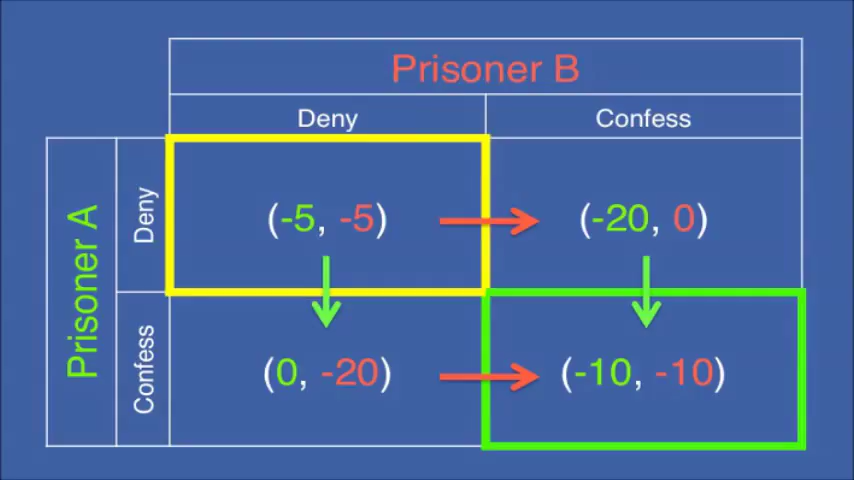 Prisoner B
Deny Confess
Prisoner A
Deny
(-5, -5) (-20, 0)
Confess
(0, -20) (-10, -10)